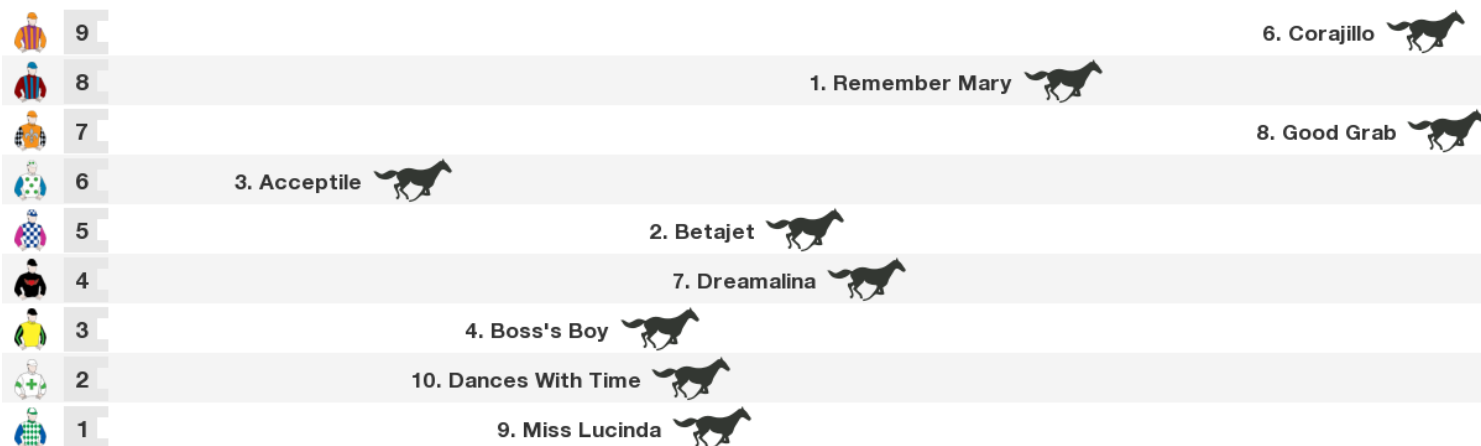 9 6. Corajillo
8 1. Remember Mary
7 8. Good Grab
6 3. Acceptile
5 2. Betajet
4 7. Dreamalina
3 4. Boss's Boy
2 10. Dances With Time
1 9. Miss Lucinda